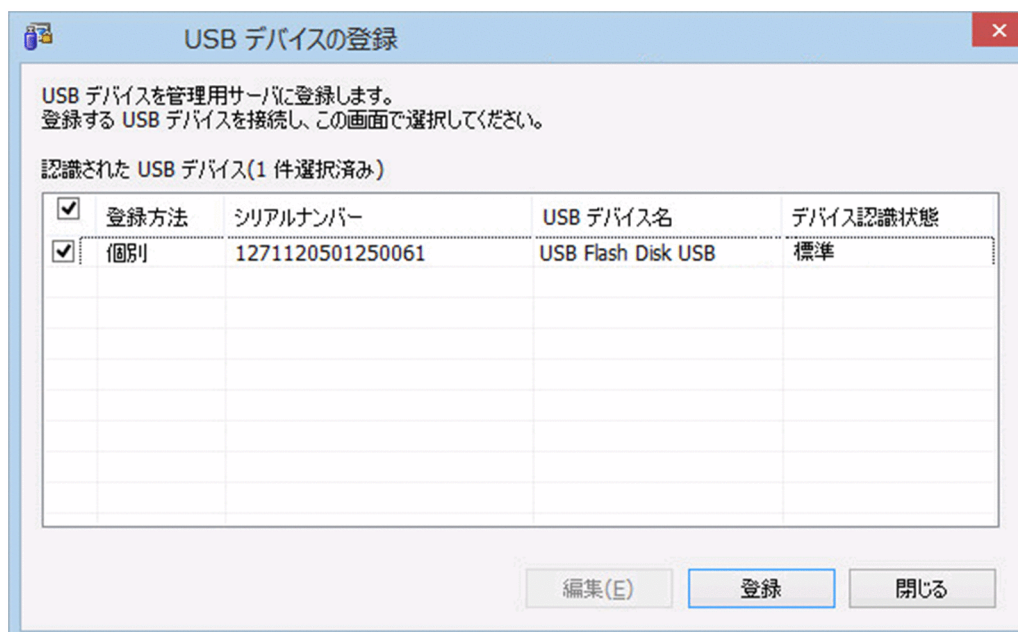 USB デバイスの登録
USB デバイスを管理用サーバに登録します。
登録する USB デバイスを接続し、この画面で選択してください。
認識された USB デバイス(1 件選択済み)
登録方法 シリアルナンバー USB デバイス名 デバイス認識状態
個別 1271120501250061 USB Flash Disk USB 標準
編集(E) 登録 閉じる